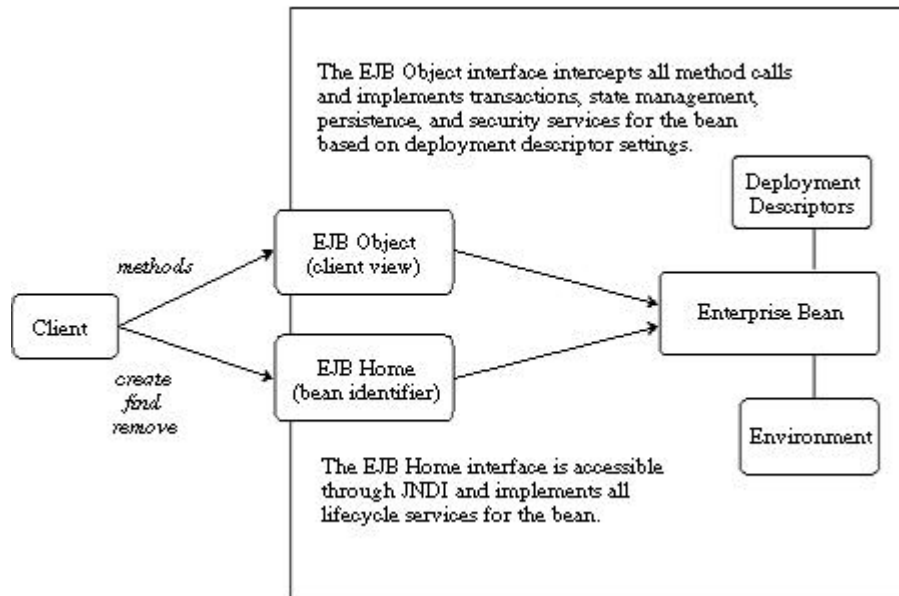 The EJB Object interface intercepts all method calls
and implements transactions, state management,
persistence, and security services for the bean
based on deployment descriptor settings.
Deployment
Descriptors
EJB Object
(client view)
methods
Client
Enterprise Bean
EJB Home
(bean identifier)
create
find
remove
Environment
The EJB Home interface is accessible
through JNDI and implements all
lifecycle services for the bean.